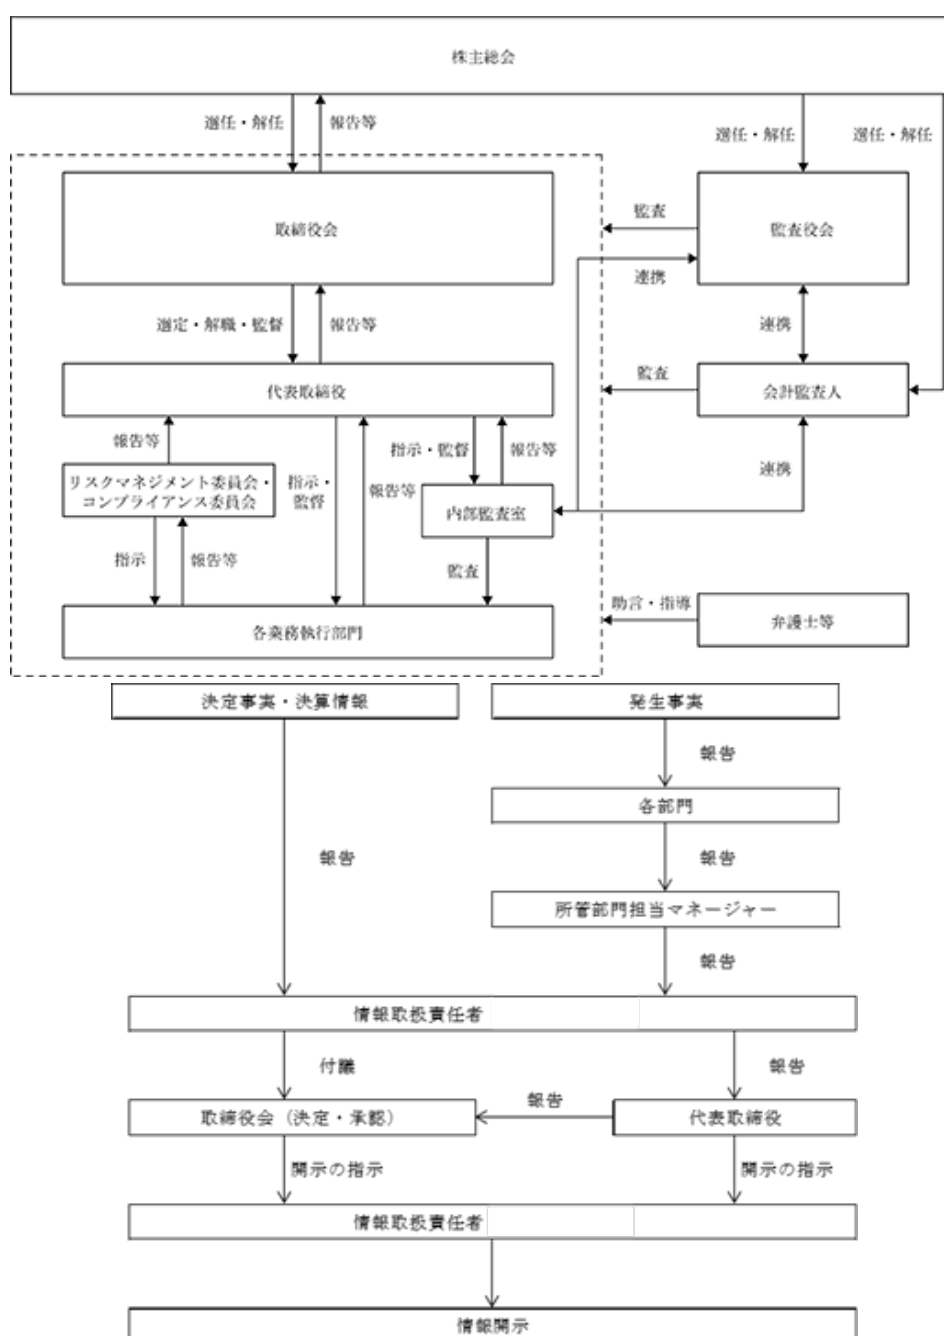 株主総会
選任・解任
報告等
選任・解任
選任・解任
取締役会
監査
監査役会
連携
選定・解職・監督
報告等
連携
代表取締役
監査
会計監査人
報告等
指示・監督
報告等
連携
リスクマネジメント委員会・
コンプライアンス委員会
指示・
監督
報告等
内部監査室
指示
報告等
監査
助言・指導
各業務執行部門
弁護士等
決定事実・決算情報
発生事実
報告
各部門
報告
報告
所管部門担当マネージャー
報告
情報取扱責任者
付議
報告
取締役会（決定・承認）
報告
代表取締役
開示の指示
開示の指示
情報取扱責任者
情報開示